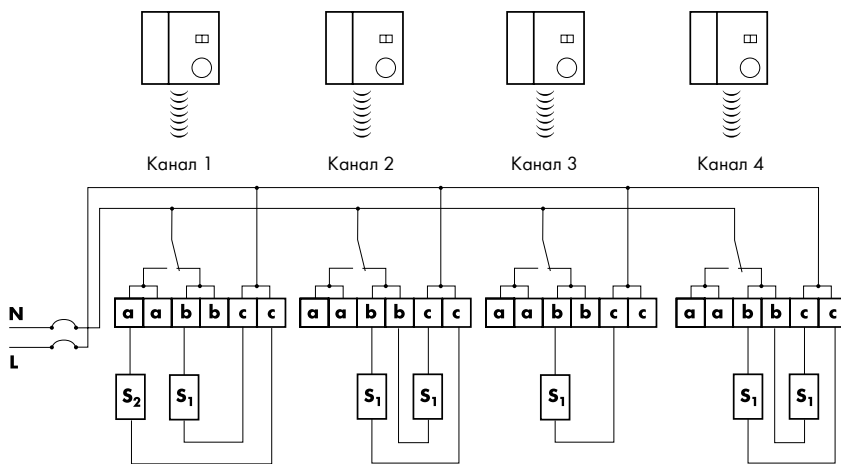 Канал 1 Канал 2 Канал 3 Канал 4
N
L
a a b b c c a a b b c c a a b b c c a a b b c c
S₂ S₁ S₁ S₁ S₁ S₁ S₁